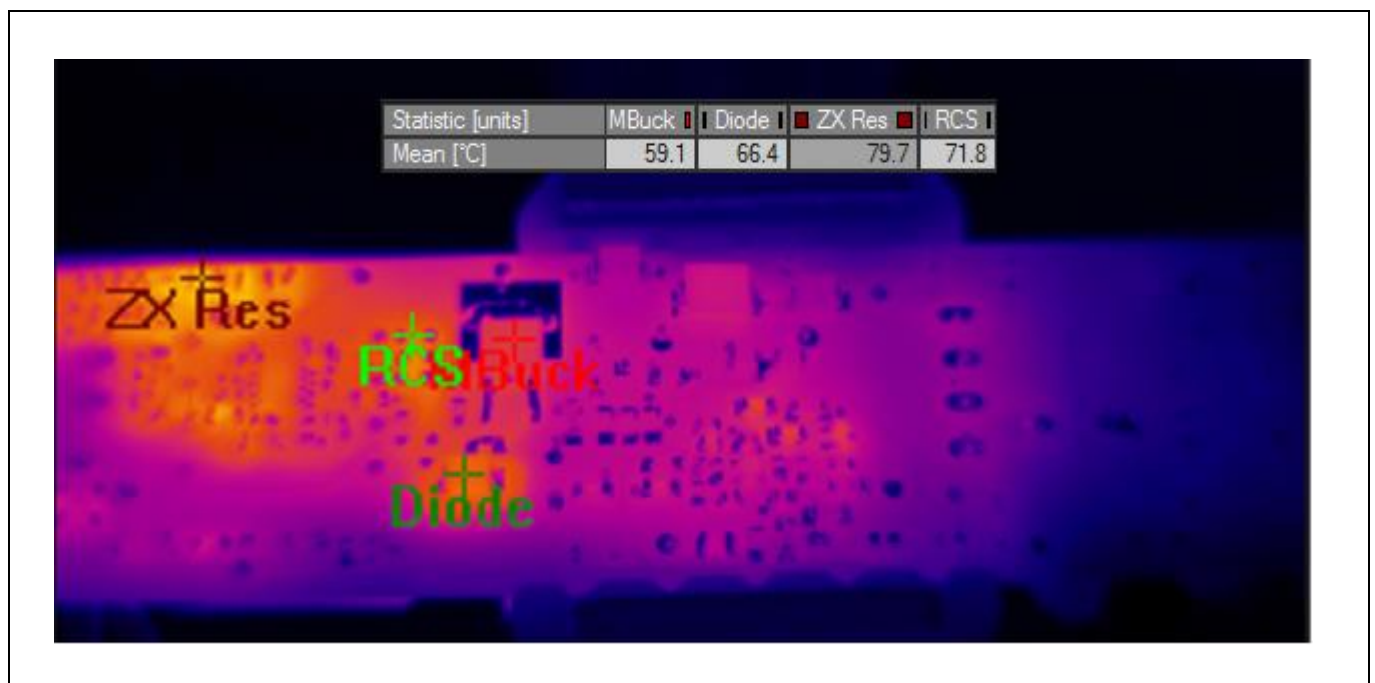 Statistic [units] MBuck Diode ZX Res RCS
Mean [°C] 59.1 66.4 79.7 71.8
ZX Res
RCS MBuck
Diode